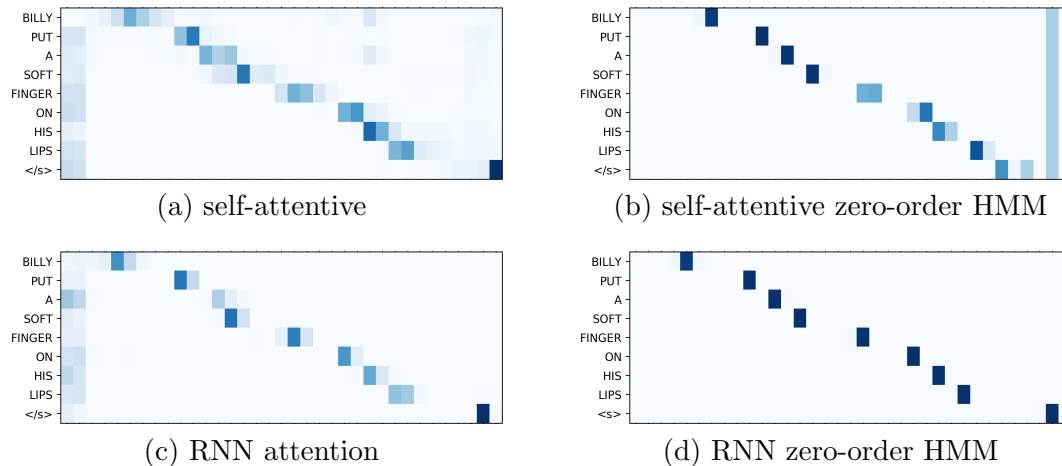 BILLY
PUT
A
SOFT
FINGER
ON
HIS
LIPS
</s>
(a) self-attentive
BILLY
PUT
A
SOFT
FINGER
ON
HIS
LIPS
</s>
(b) self-attentive zero-order HMM
BILLY
PUT
A
SOFT
FINGER
ON
HIS
LIPS
</s>
(c) RNN attention
BILLY
PUT
A
SOFT
FINGER
ON
HIS
LIPS
<s>
(d) RNN zero-order HMM